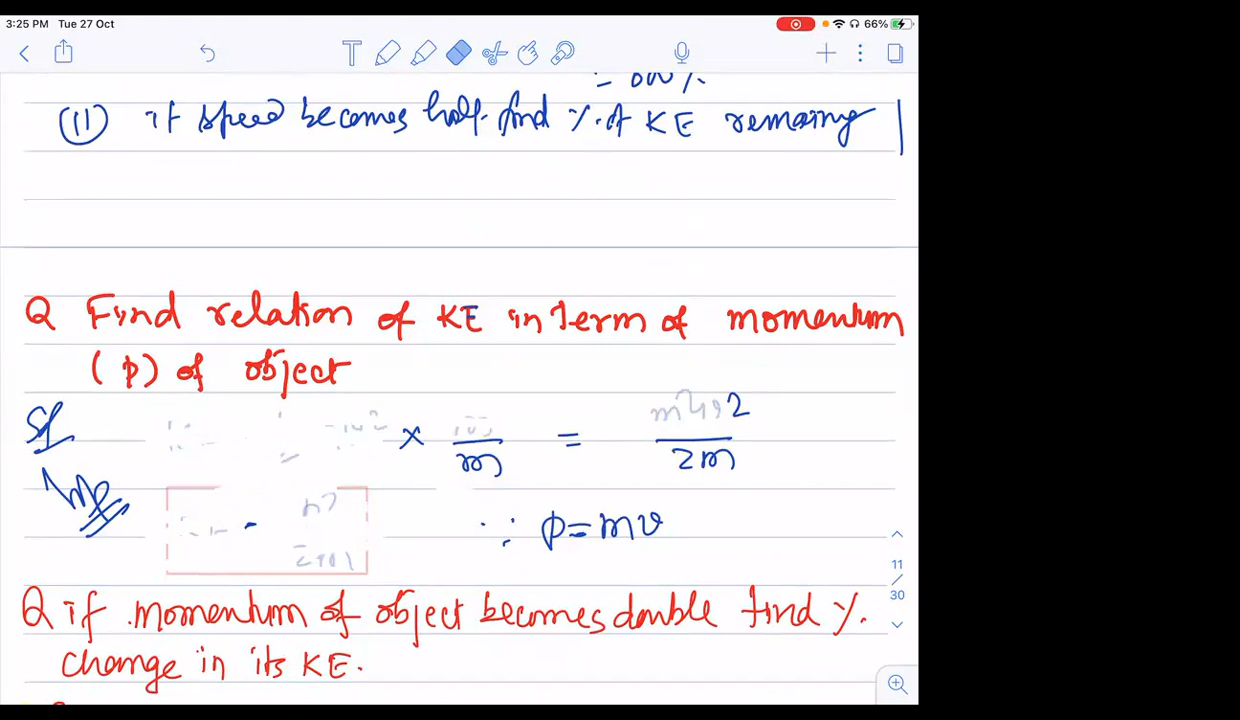 3:25 PM Tue 27 Oct
66%
(11) if speed becomes half find % of KE remaining
Q Find relation of KE in term of momentum
(p) of object
Sol
× m = m²v² / 2m
Imp
∵ p = mv
11 / 30
Q if momentum of object becomes double find %.
change in its KE.